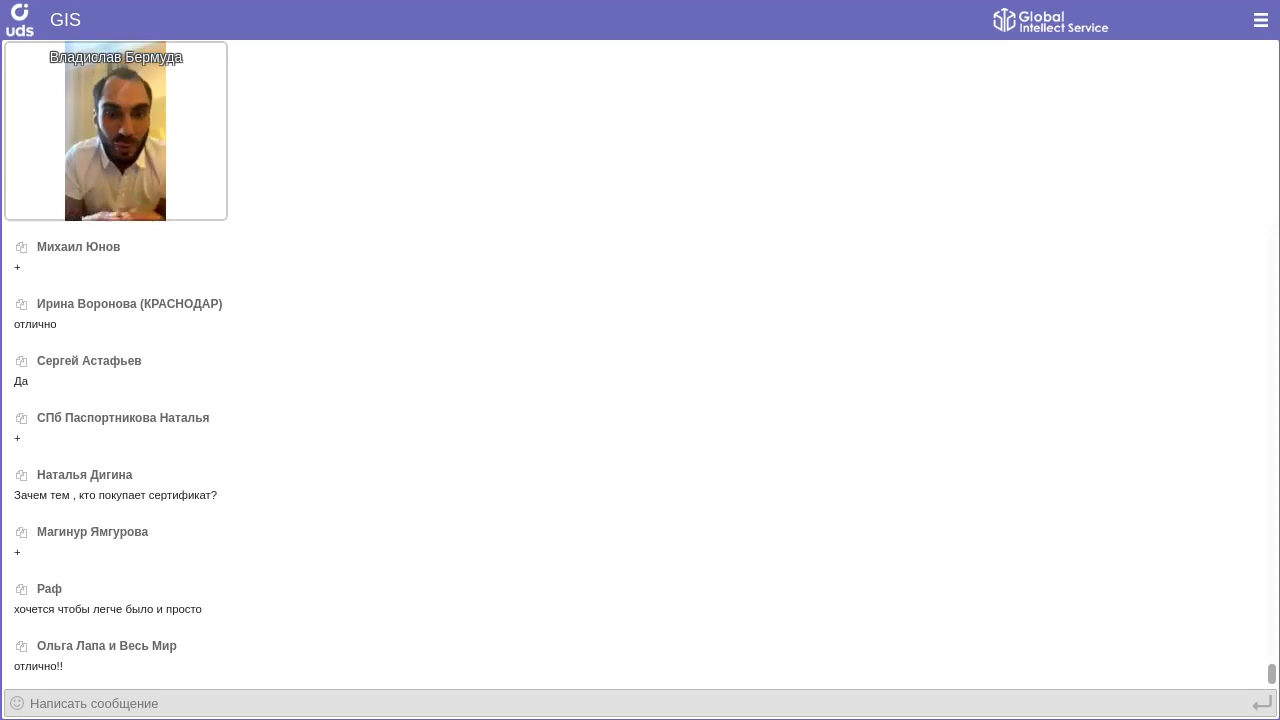 uds
GIS
Global
Intellect Service
Владислав Бермуда
Михаил Юнов
+
Ирина Воронова (КРАСНОДАР)
отлично
Сергей Астафьев
Да
СПб Паспортникова Наталья
+
Наталья Дигина
Зачем тем , кто покупает сертификат?
Магинур Ямгурова
+
Раф
хочется чтобы легче было и просто
Ольга Лапа и Весь Мир
отлично!!
Написать сообщение